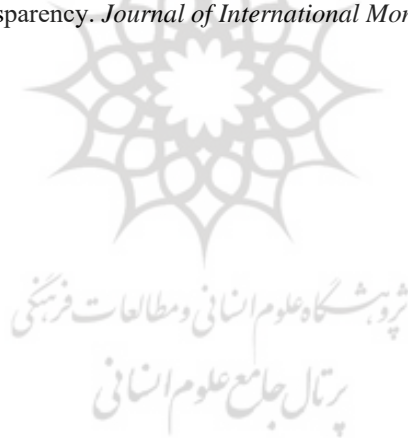 sparency. Journal of International Mon
پژوهشگاه علوم انسانی و مطالعات فرهنگی
پرتال جامع علوم انسانی